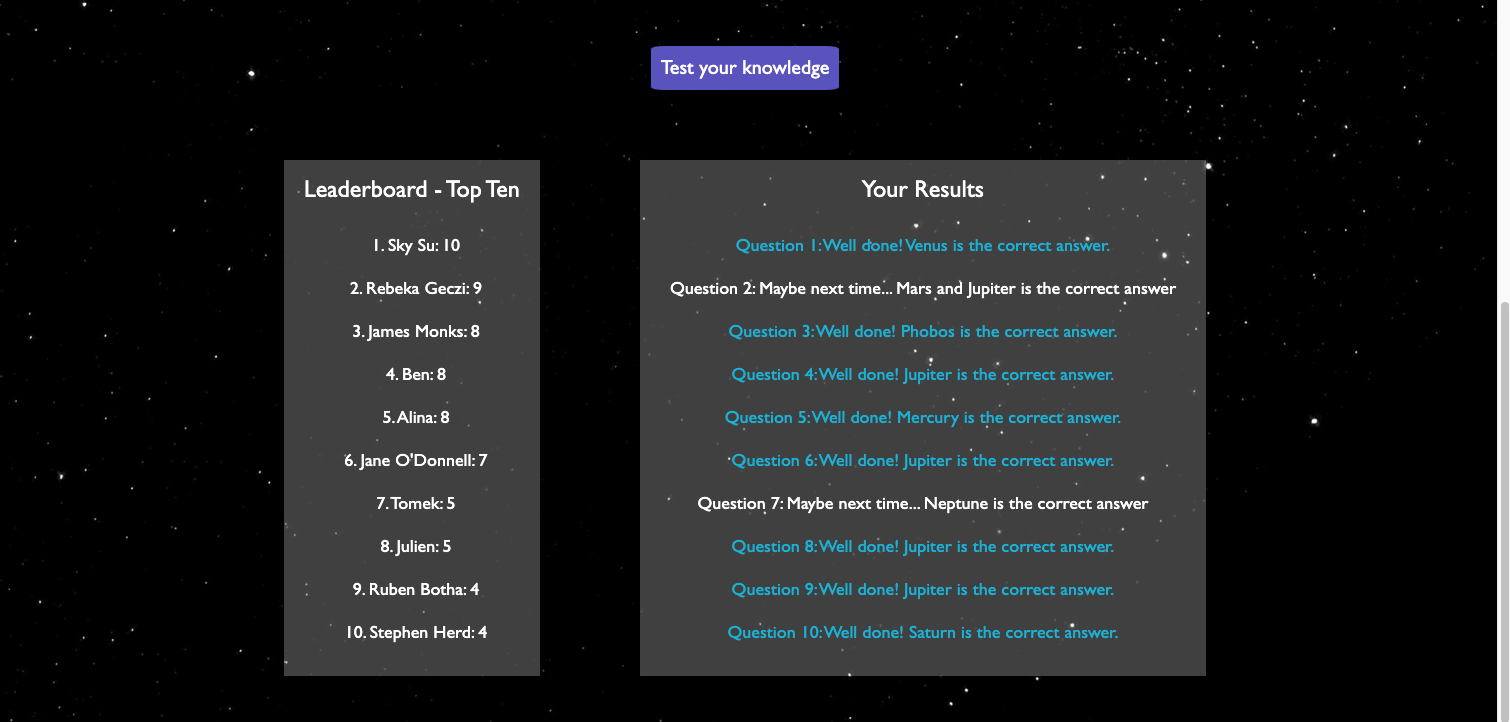 Test your knowledge
Leaderboard - Top Ten
1. Sky Su: 10
2. Rebeka Geczi: 9
3. James Monks: 8
4. Ben: 8
5. Alina: 8
6. Jane O'Donnell: 7
7. Tomek: 5
8. Julien: 5
9. Ruben Botha: 4
10. Stephen Herd: 4
Your Results
Question 1: Well done! Venus is the correct answer.
Question 2: Maybe next time... Mars and Jupiter is the correct answer
Question 3: Well done! Phobos is the correct answer.
Question 4: Well done! Jupiter is the correct answer.
Question 5: Well done! Mercury is the correct answer.
Question 6: Well done! Jupiter is the correct answer.
Question 7: Maybe next time... Neptune is the correct answer
Question 8: Well done! Jupiter is the correct answer.
Question 9: Well done! Jupiter is the correct answer.
Question 10: Well done! Saturn is the correct answer.